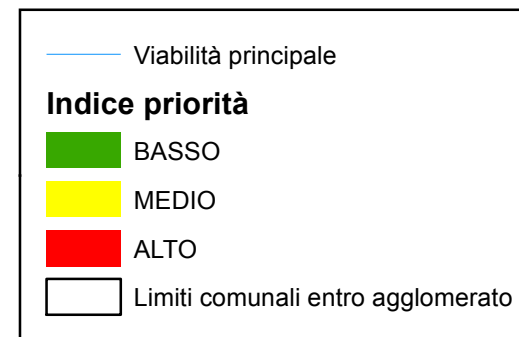 Viabilità principale
Indice priorità
BASSO
MEDIO
ALTO
Limiti comunali entro agglomerato